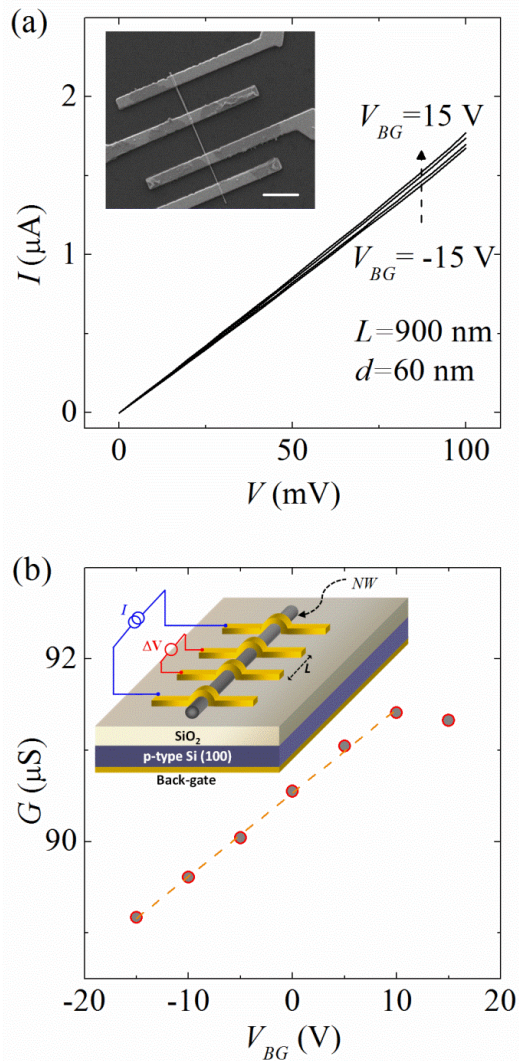 (a)
2
1
0
I (μA)
V_BG=15 V
V_BG= -15 V
L=900 nm
d=60 nm
0
50
100
V (mV)
(b)
I
ΔV
NW
L
SiO₂
p-type Si (100)
Back-gate
92
90
G (μS)
-20
-10
0
10
20
V_BG (V)